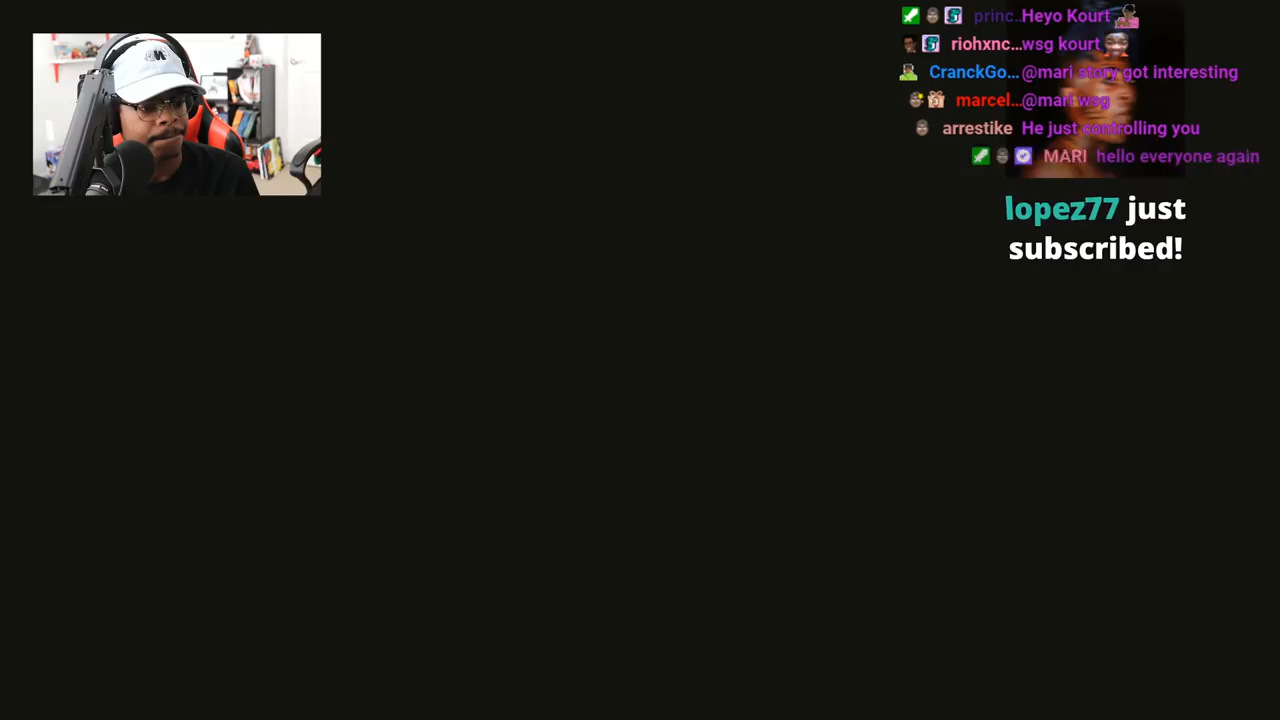 princ..Heyo Kourt
riohxnc...wsg kourt
CranckGo...@mari story got interesting
marcel...@mari wsg
arrestike He just controlling you
MARI hello everyone again
lopez77 just
subscribed!